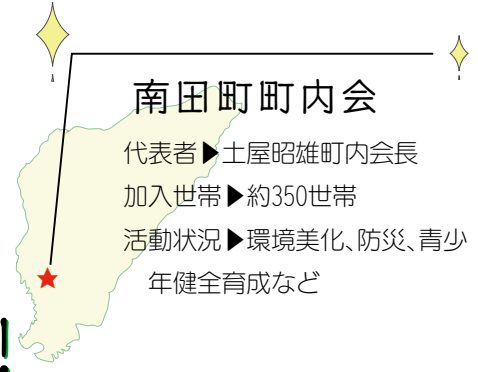 南田町町内会
代表者▶土屋昭雄町内会長
加入世帯▶約350世帯
活動状況▶環境美化、防災、青少
年健全育成など